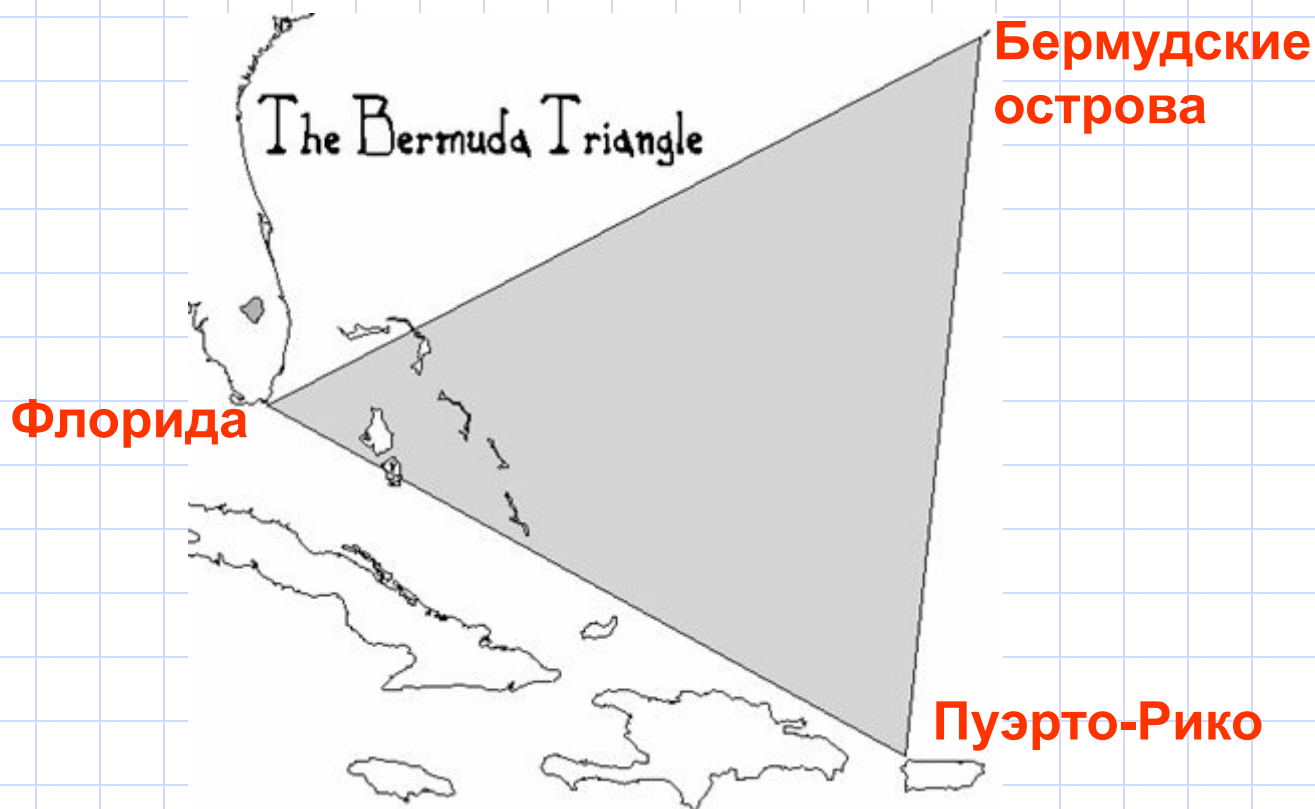 Бермудские
острова
The Bermuda Triangle
Флорида
Пуэрто-Рико